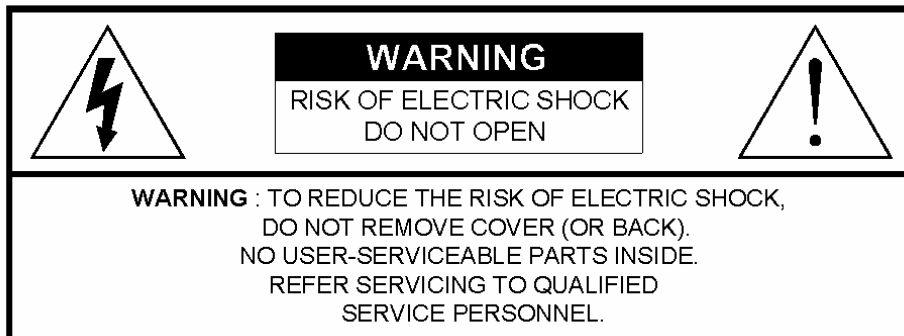 WARNING
RISK OF ELECTRIC SHOCK
DO NOT OPEN
WARNING : TO REDUCE THE RISK OF ELECTRIC SHOCK,
DO NOT REMOVE COVER (OR BACK).
NO USER-SERVICEABLE PARTS INSIDE.
REFER SERVICING TO QUALIFIED
SERVICE PERSONNEL.